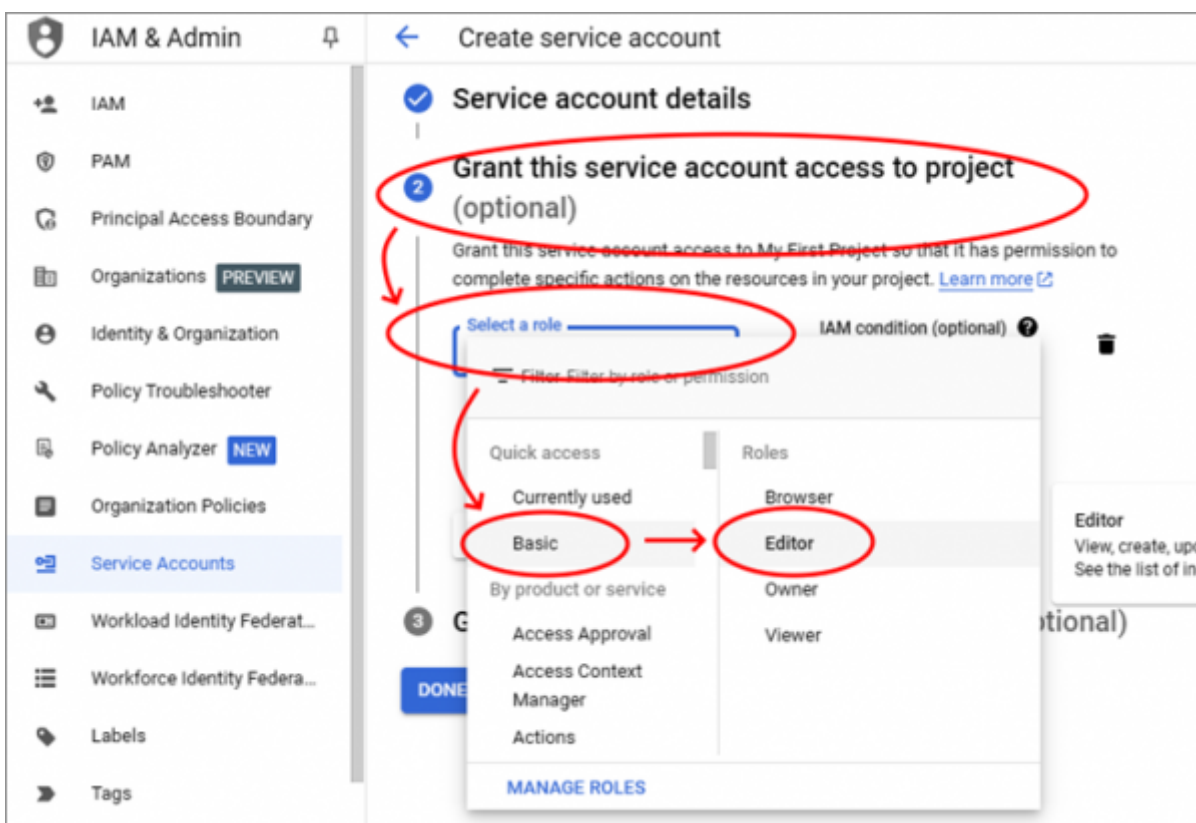 IAM & Admin
Create service account
IAM
PAM
Principal Access Boundary
Organizations PREVIEW
Identity & Organization
Policy Troubleshooter
Policy Analyzer NEW
Organization Policies
Service Accounts
Workload Identity Federat...
Workforce Identity Federa...
Labels
Tags
Service account details
2 Grant this service account access to project
(optional)
Grant this service account access to My First Project so that it has permission to
complete specific actions on the resources in your project. Learn more
Select a role
IAM condition (optional)
Filter Filter by role or permission
Quick access
Currently used
Basic
By product or service
Access Approval
Access Context
Manager
Actions
Roles
Browser
Editor
Owner
Viewer
MANAGE ROLES
Editor
View, create, upd
See the list of in
3 G
tional)
DONE